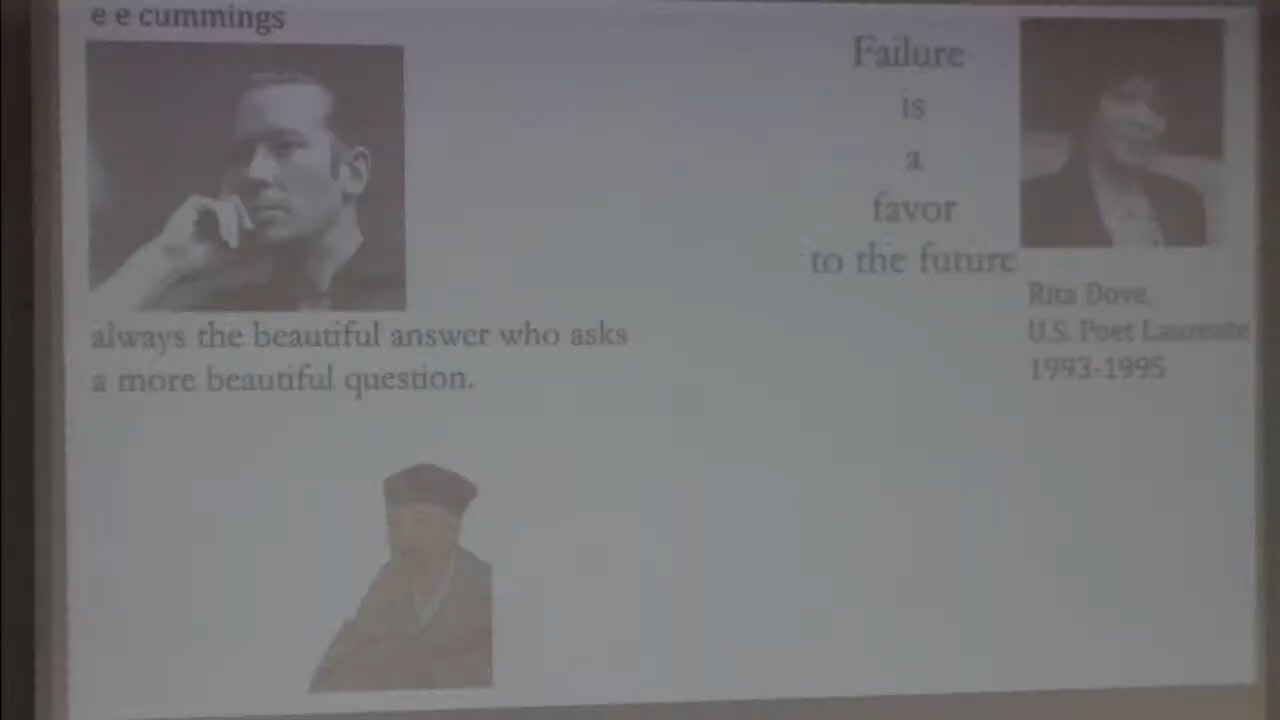 e e cummings
always the beautiful answer who asks
a more beautiful question.
Failure
is
a
favor
to the future
Rita Dove,
U.S. Poet Laureate
1993-1995